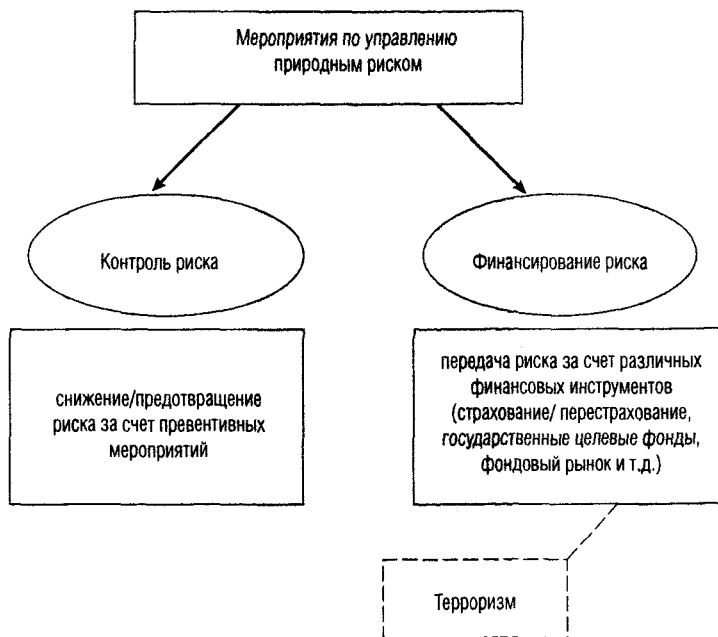 Мероприятия по управлению
природным риском
Контроль риска
Финансирование риска
снижение/предотвращение
риска за счет превентивных
мероприятий
передача риска за счет различных
финансовых инструментов
(страхование/ перестрахование,
государственные целевые фонды,
фондовый рынок и т.д.)
Терроризм